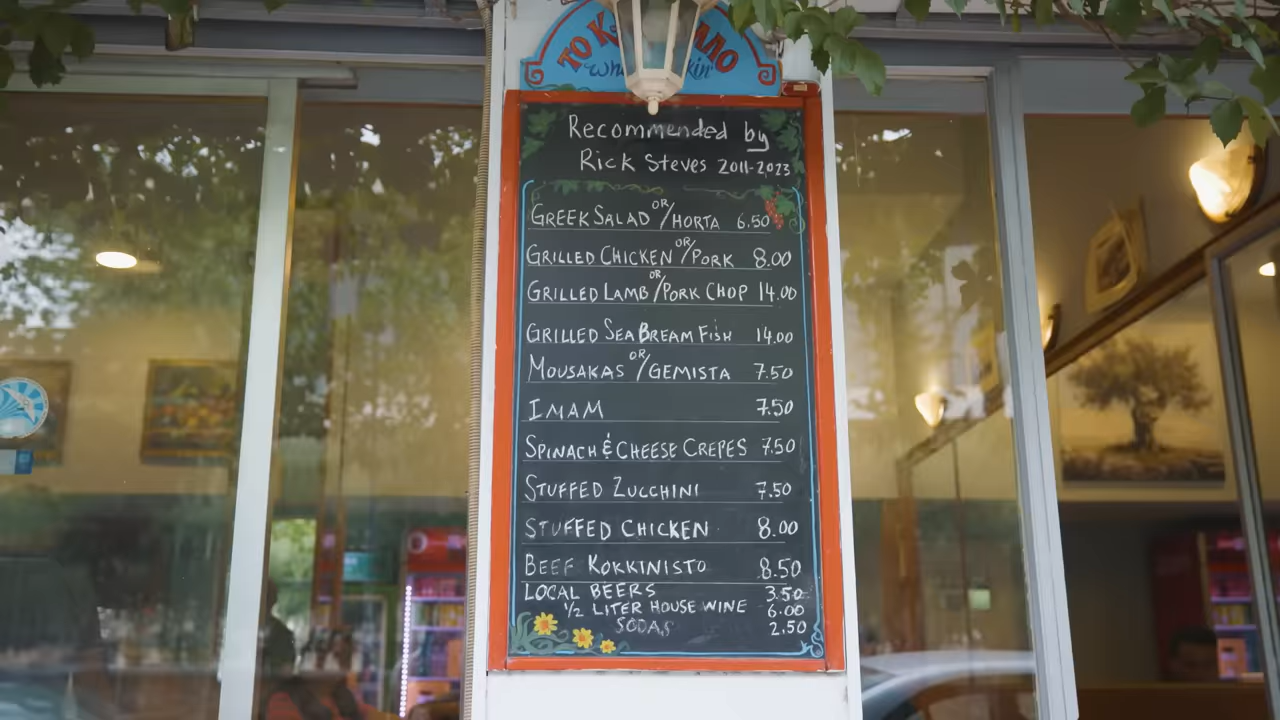 ΤΟ
Recommended by
Rick Steves 2011-2023
GREEK SALAD OR/HORTA 6.50
GRILLED CHICKEN OR/PORK 8.00
GRILLED LAMB OR/PORK CHOP 14.00
GRILLED SEA BREAM FISH 14.00
MOUSAKAS OR/GEMISTA 7.50
IMAM 7.50
SPINACH & CHEESE CREPES 7.50
STUFFED ZUCCHINI 7.50
STUFFED CHICKEN 8.00
BEEF KOKKINISTO 8.50
LOCAL BEERS 3.50
1/2 LITER HOUSE WINE 6.00
SODAS 2.50